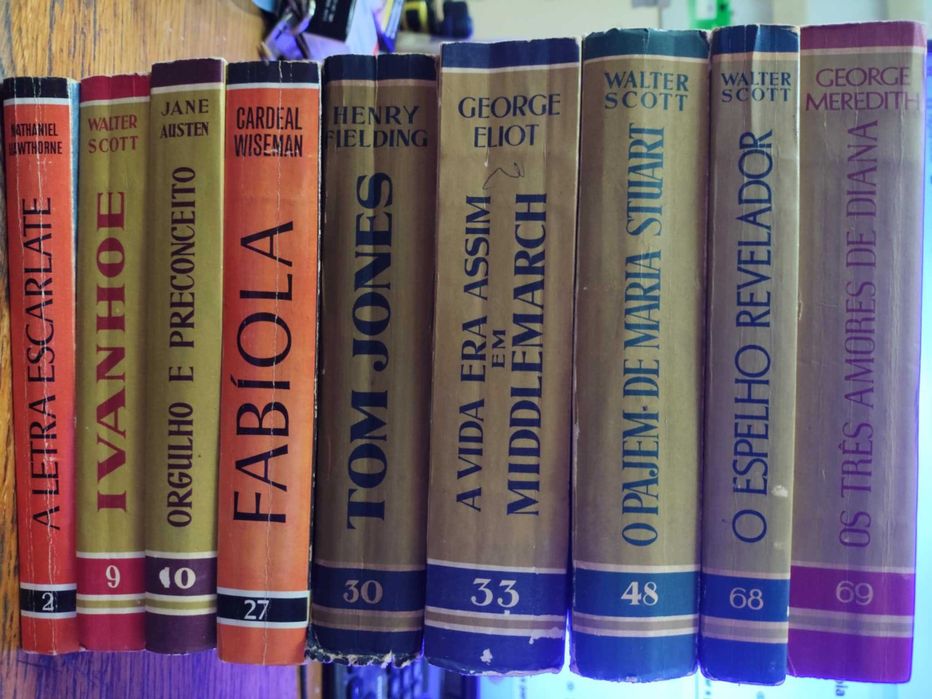 NATHANIEL
HAWTHORNE
A LETRA ESCARLATE
2
WALTER
SCOTT
IVANHOE
9
JANE
AUSTEN
ORGULHO E PRECONCEITO
10
CARDEAL
WISEMAN
FABÍOLA
27
HENRY
FIELDING
TOM JONES
30
GEORGE
ELIOT
A VIDA ERA ASSIM
EM
MIDDLEMARCH
33
WALTER
SCOTT
O PAJEM DE MARIA STUART
48
WALTER
SCOTT
O ESPELHO REVELADOR
68
GEORGE
MEREDITH
OS TRÊS AMORES DE DIANA
69